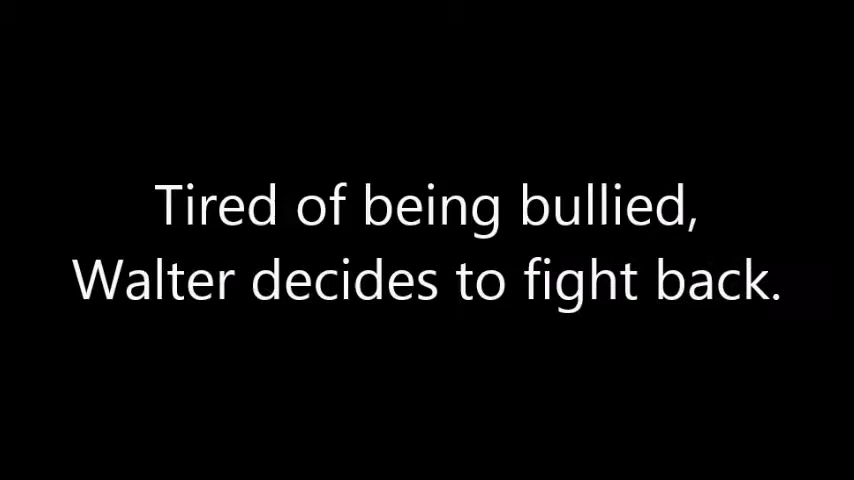 Tired of being bullied,
Walter decides to fight back.